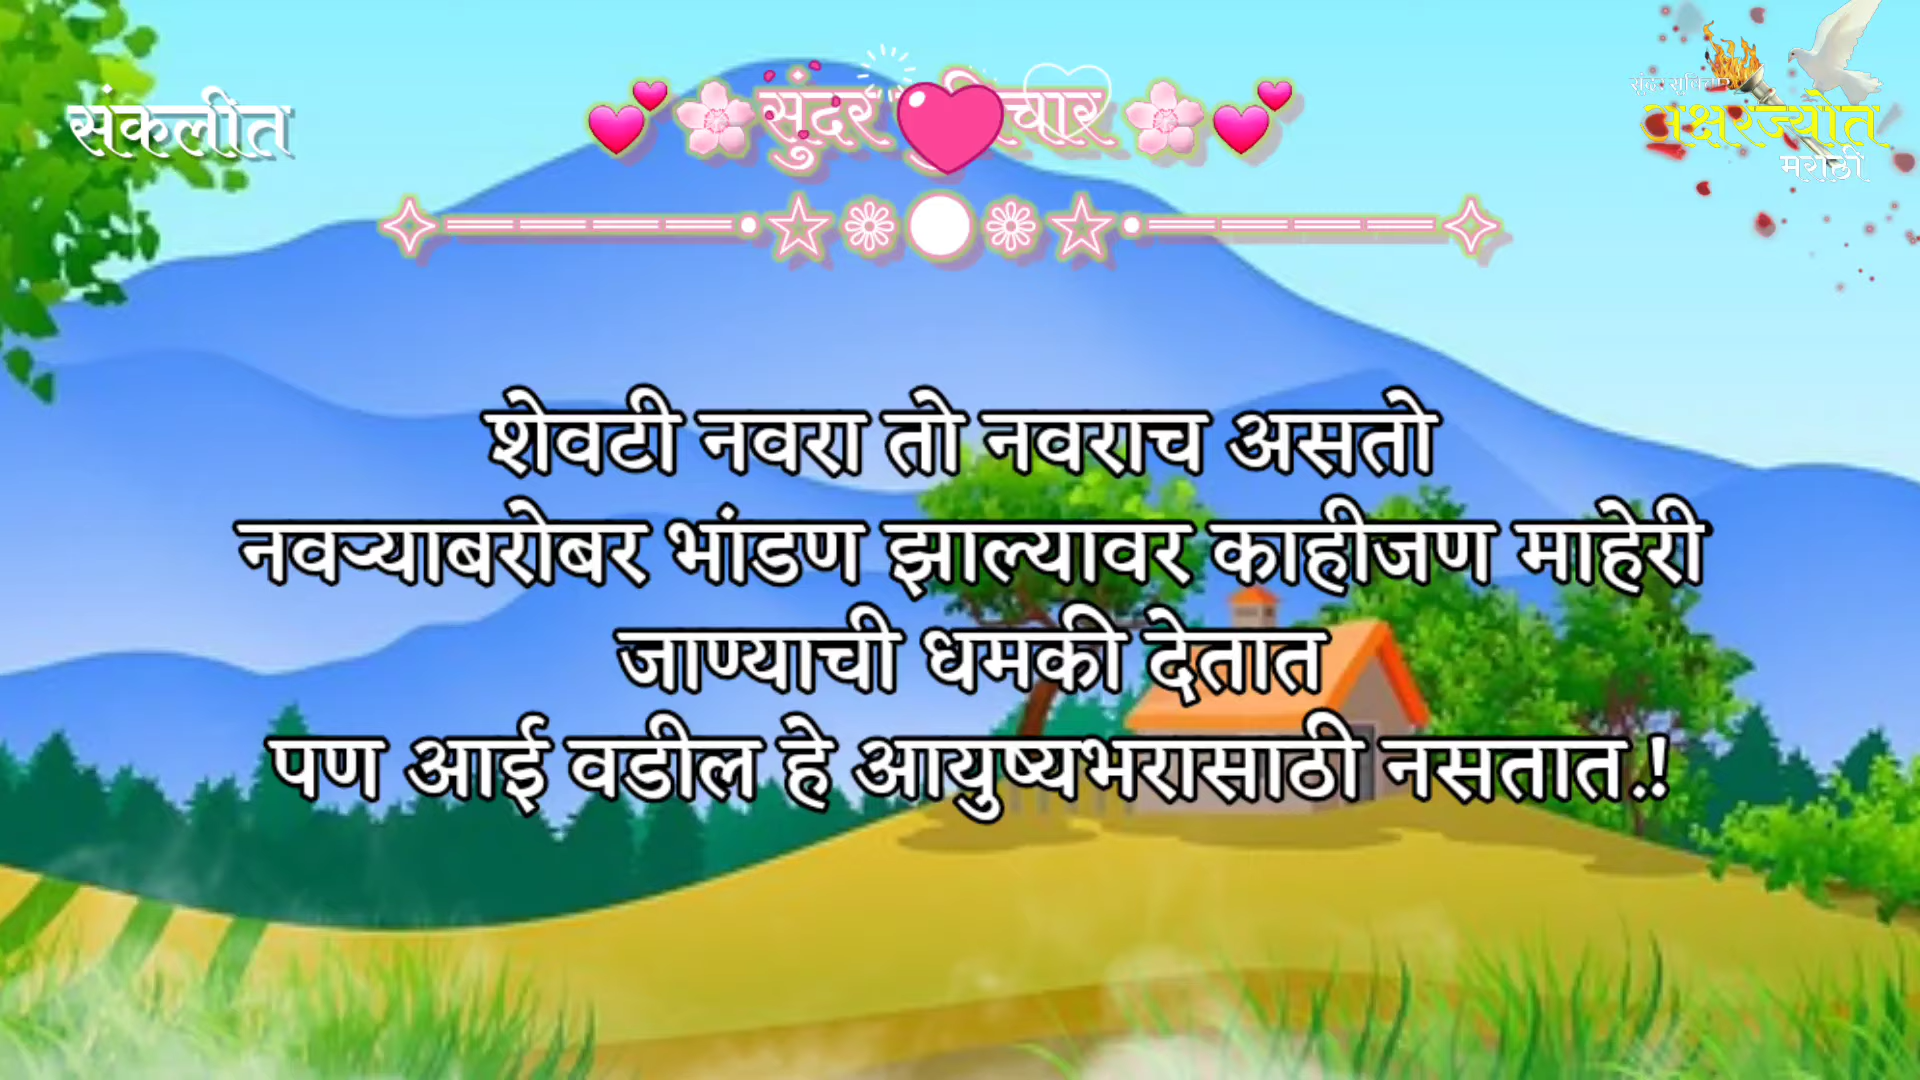 संकलीत
सुंदर
सुंदर सुविचार
अक्षरज्योत
मराठी
शेवटी नवरा तो नवराच असतो
नवऱ्याबरोबर भांडण झाल्यावर काहीजण माहेरी
जाण्याची धमकी देतात
पण आई वडील हे आयुष्यभरासाठी नसतात.!